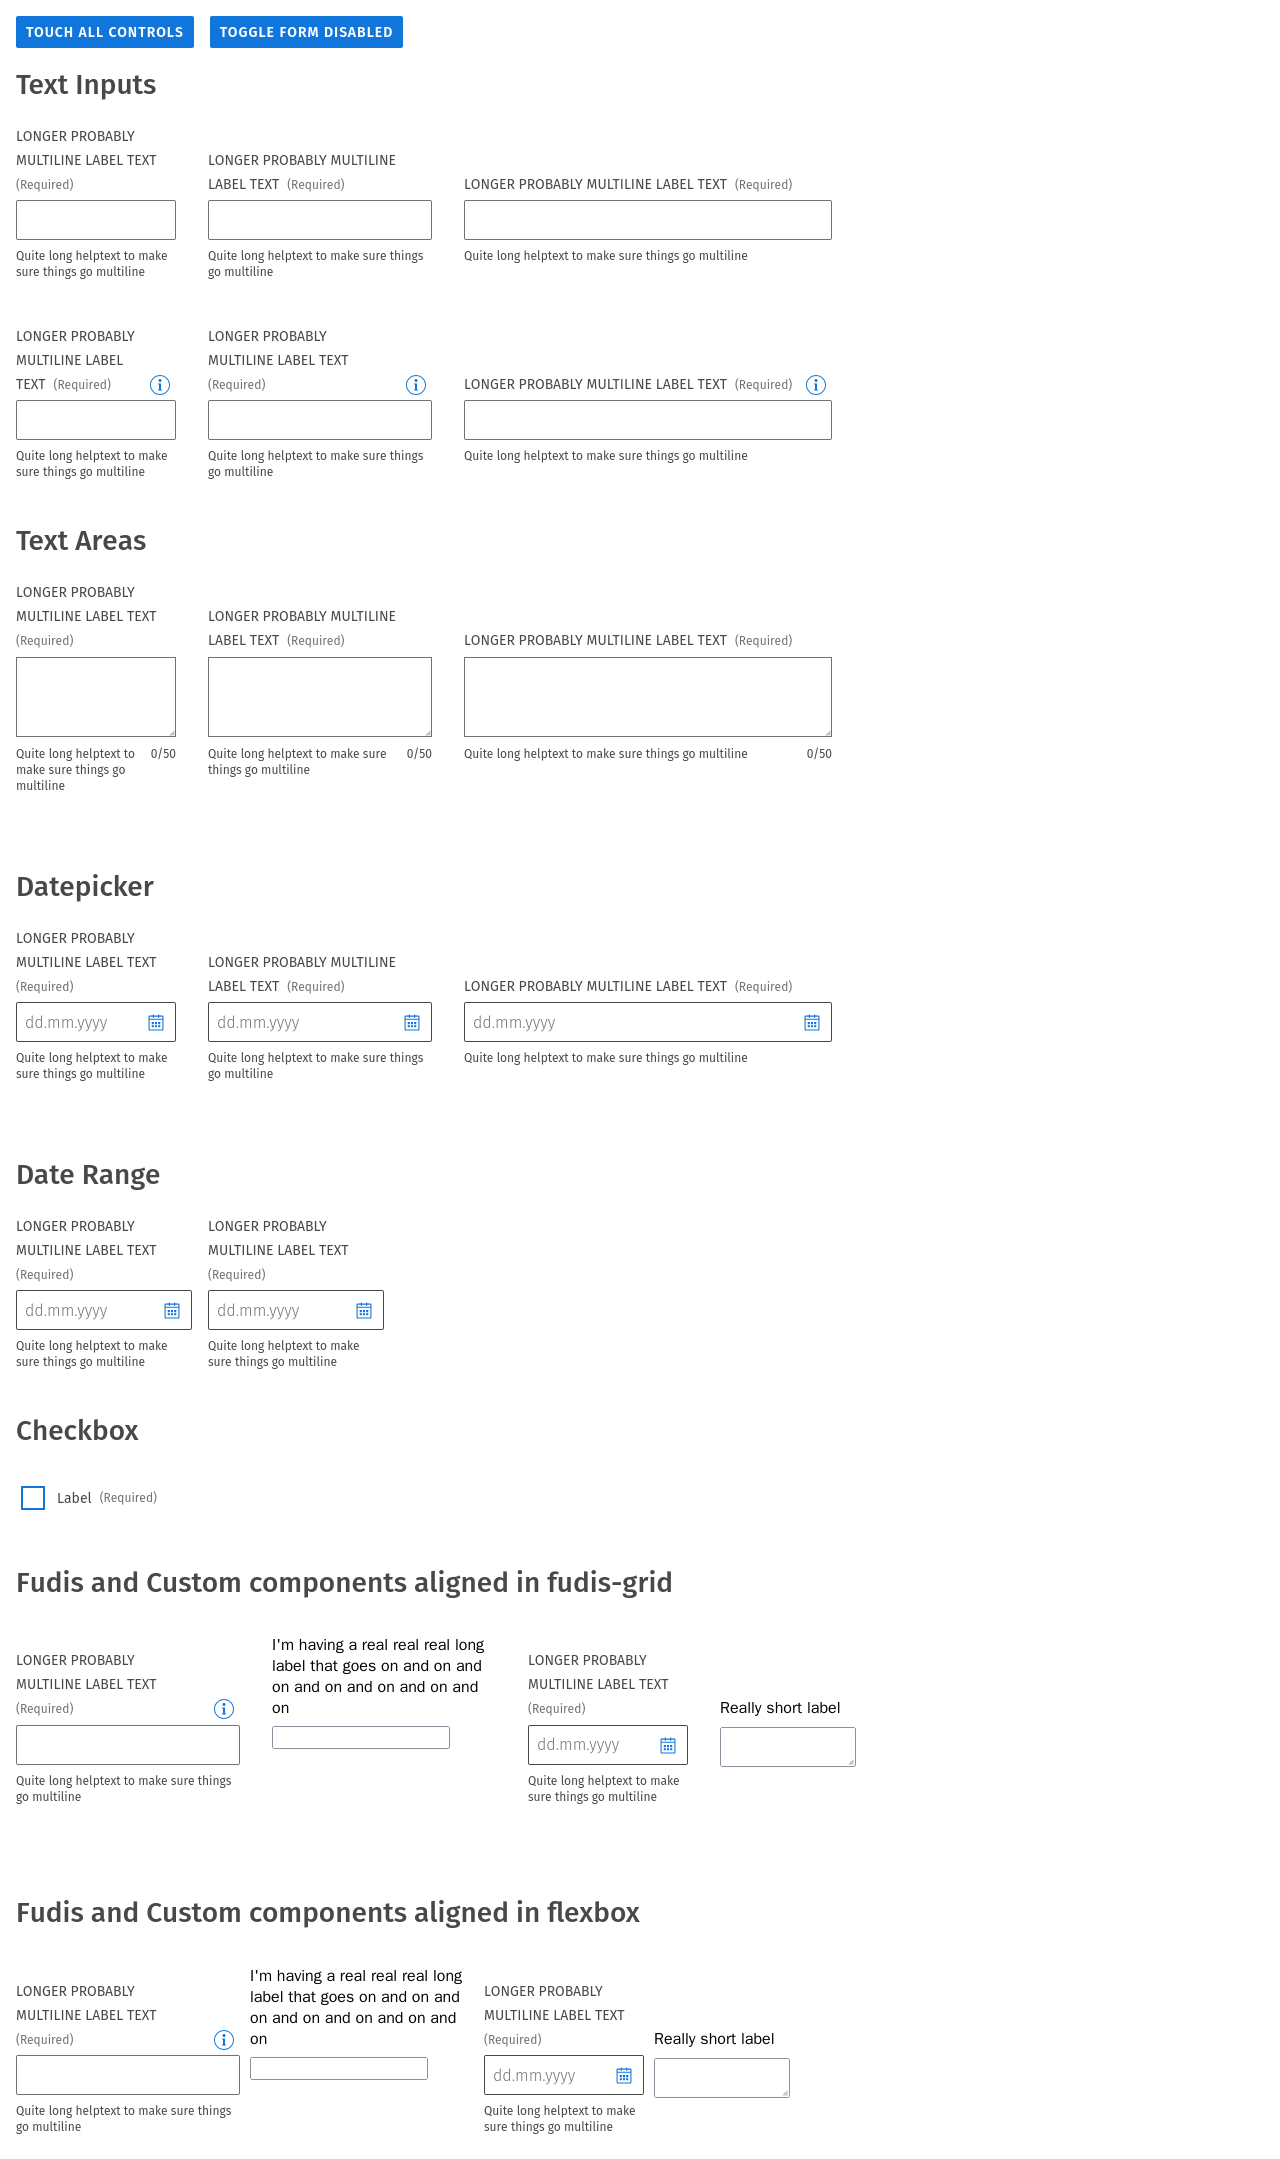 TOUCH ALL CONTROLS
TOGGLE FORM DISABLED
Text Inputs
LONGER PROBABLY
MULTILINE LABEL TEXT
(Required)
Quite long helptext to make
sure things go multiline
LONGER PROBABLY MULTILINE
LABEL TEXT (Required)
Quite long helptext to make sure things
go multiline
LONGER PROBABLY MULTILINE LABEL TEXT (Required)
Quite long helptext to make sure things go multiline
LONGER PROBABLY
MULTILINE LABEL
TEXT (Required)
Quite long helptext to make
sure things go multiline
LONGER PROBABLY
MULTILINE LABEL TEXT
(Required)
Quite long helptext to make sure things
go multiline
LONGER PROBABLY MULTILINE LABEL TEXT (Required)
Quite long helptext to make sure things go multiline
Text Areas
LONGER PROBABLY
MULTILINE LABEL TEXT
(Required)
Quite long helptext to
make sure things go
multiline
0/50
LONGER PROBABLY MULTILINE
LABEL TEXT (Required)
Quite long helptext to make sure
things go multiline
0/50
LONGER PROBABLY MULTILINE LABEL TEXT (Required)
Quite long helptext to make sure things go multiline
0/50
Datepicker
LONGER PROBABLY
MULTILINE LABEL TEXT
(Required)
dd.mm.yyyy
Quite long helptext to make
sure things go multiline
LONGER PROBABLY MULTILINE
LABEL TEXT (Required)
dd.mm.yyyy
Quite long helptext to make sure things
go multiline
LONGER PROBABLY MULTILINE LABEL TEXT (Required)
dd.mm.yyyy
Quite long helptext to make sure things go multiline
Date Range
LONGER PROBABLY
MULTILINE LABEL TEXT
(Required)
dd.mm.yyyy
Quite long helptext to make
sure things go multiline
LONGER PROBABLY
MULTILINE LABEL TEXT
(Required)
dd.mm.yyyy
Quite long helptext to make
sure things go multiline
Checkbox
Label (Required)
Fudis and Custom components aligned in fudis-grid
LONGER PROBABLY
MULTILINE LABEL TEXT
(Required)
Quite long helptext to make sure things
go multiline
I'm having a real real real long
label that goes on and on and
on and on and on and on and
on
LONGER PROBABLY
MULTILINE LABEL TEXT
(Required)
dd.mm.yyyy
Quite long helptext to make
sure things go multiline
Really short label
Fudis and Custom components aligned in flexbox
LONGER PROBABLY
MULTILINE LABEL TEXT
(Required)
Quite long helptext to make sure things
go multiline
I'm having a real real real long
label that goes on and on and
on and on and on and on and
on
LONGER PROBABLY
MULTILINE LABEL TEXT
(Required)
dd.mm.yyyy
Quite long helptext to make
sure things go multiline
Really short label